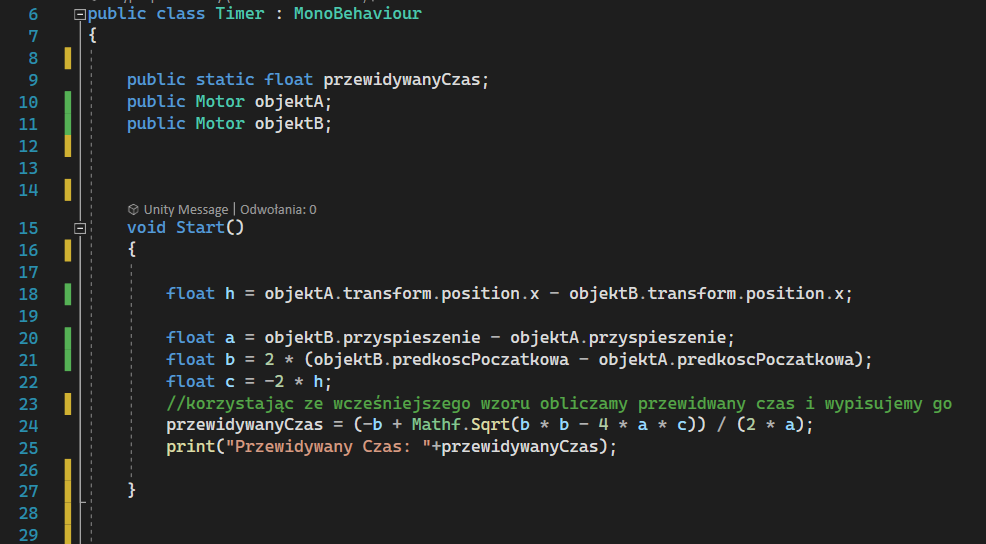 6 public class Timer : MonoBehaviour
7 {
8
9 public static float przewidywanyCzas;
10 public Motor objektA;
11 public Motor objektB;
12
13
14
Unity Message | Odwołania: 0
15 void Start()
16 {
17
18 float h = objektA.transform.position.x - objektB.transform.position.x;
19
20 float a = objektB.przyspieszenie - objektA.przyspieszenie;
21 float b = 2 * (objektB.predkoscPoczatkowa - objektA.predkoscPoczatkowa);
22 float c = -2 * h;
23 //korzystając ze wcześniejszego wzoru obliczamy przewidwany czas i wypisujemy go
24 przewidywanyCzas = (-b + Mathf.Sqrt(b * b - 4 * a * c)) / (2 * a);
25 print("Przewidywany Czas: "+przewidywanyCzas);
26
27 }
28
29